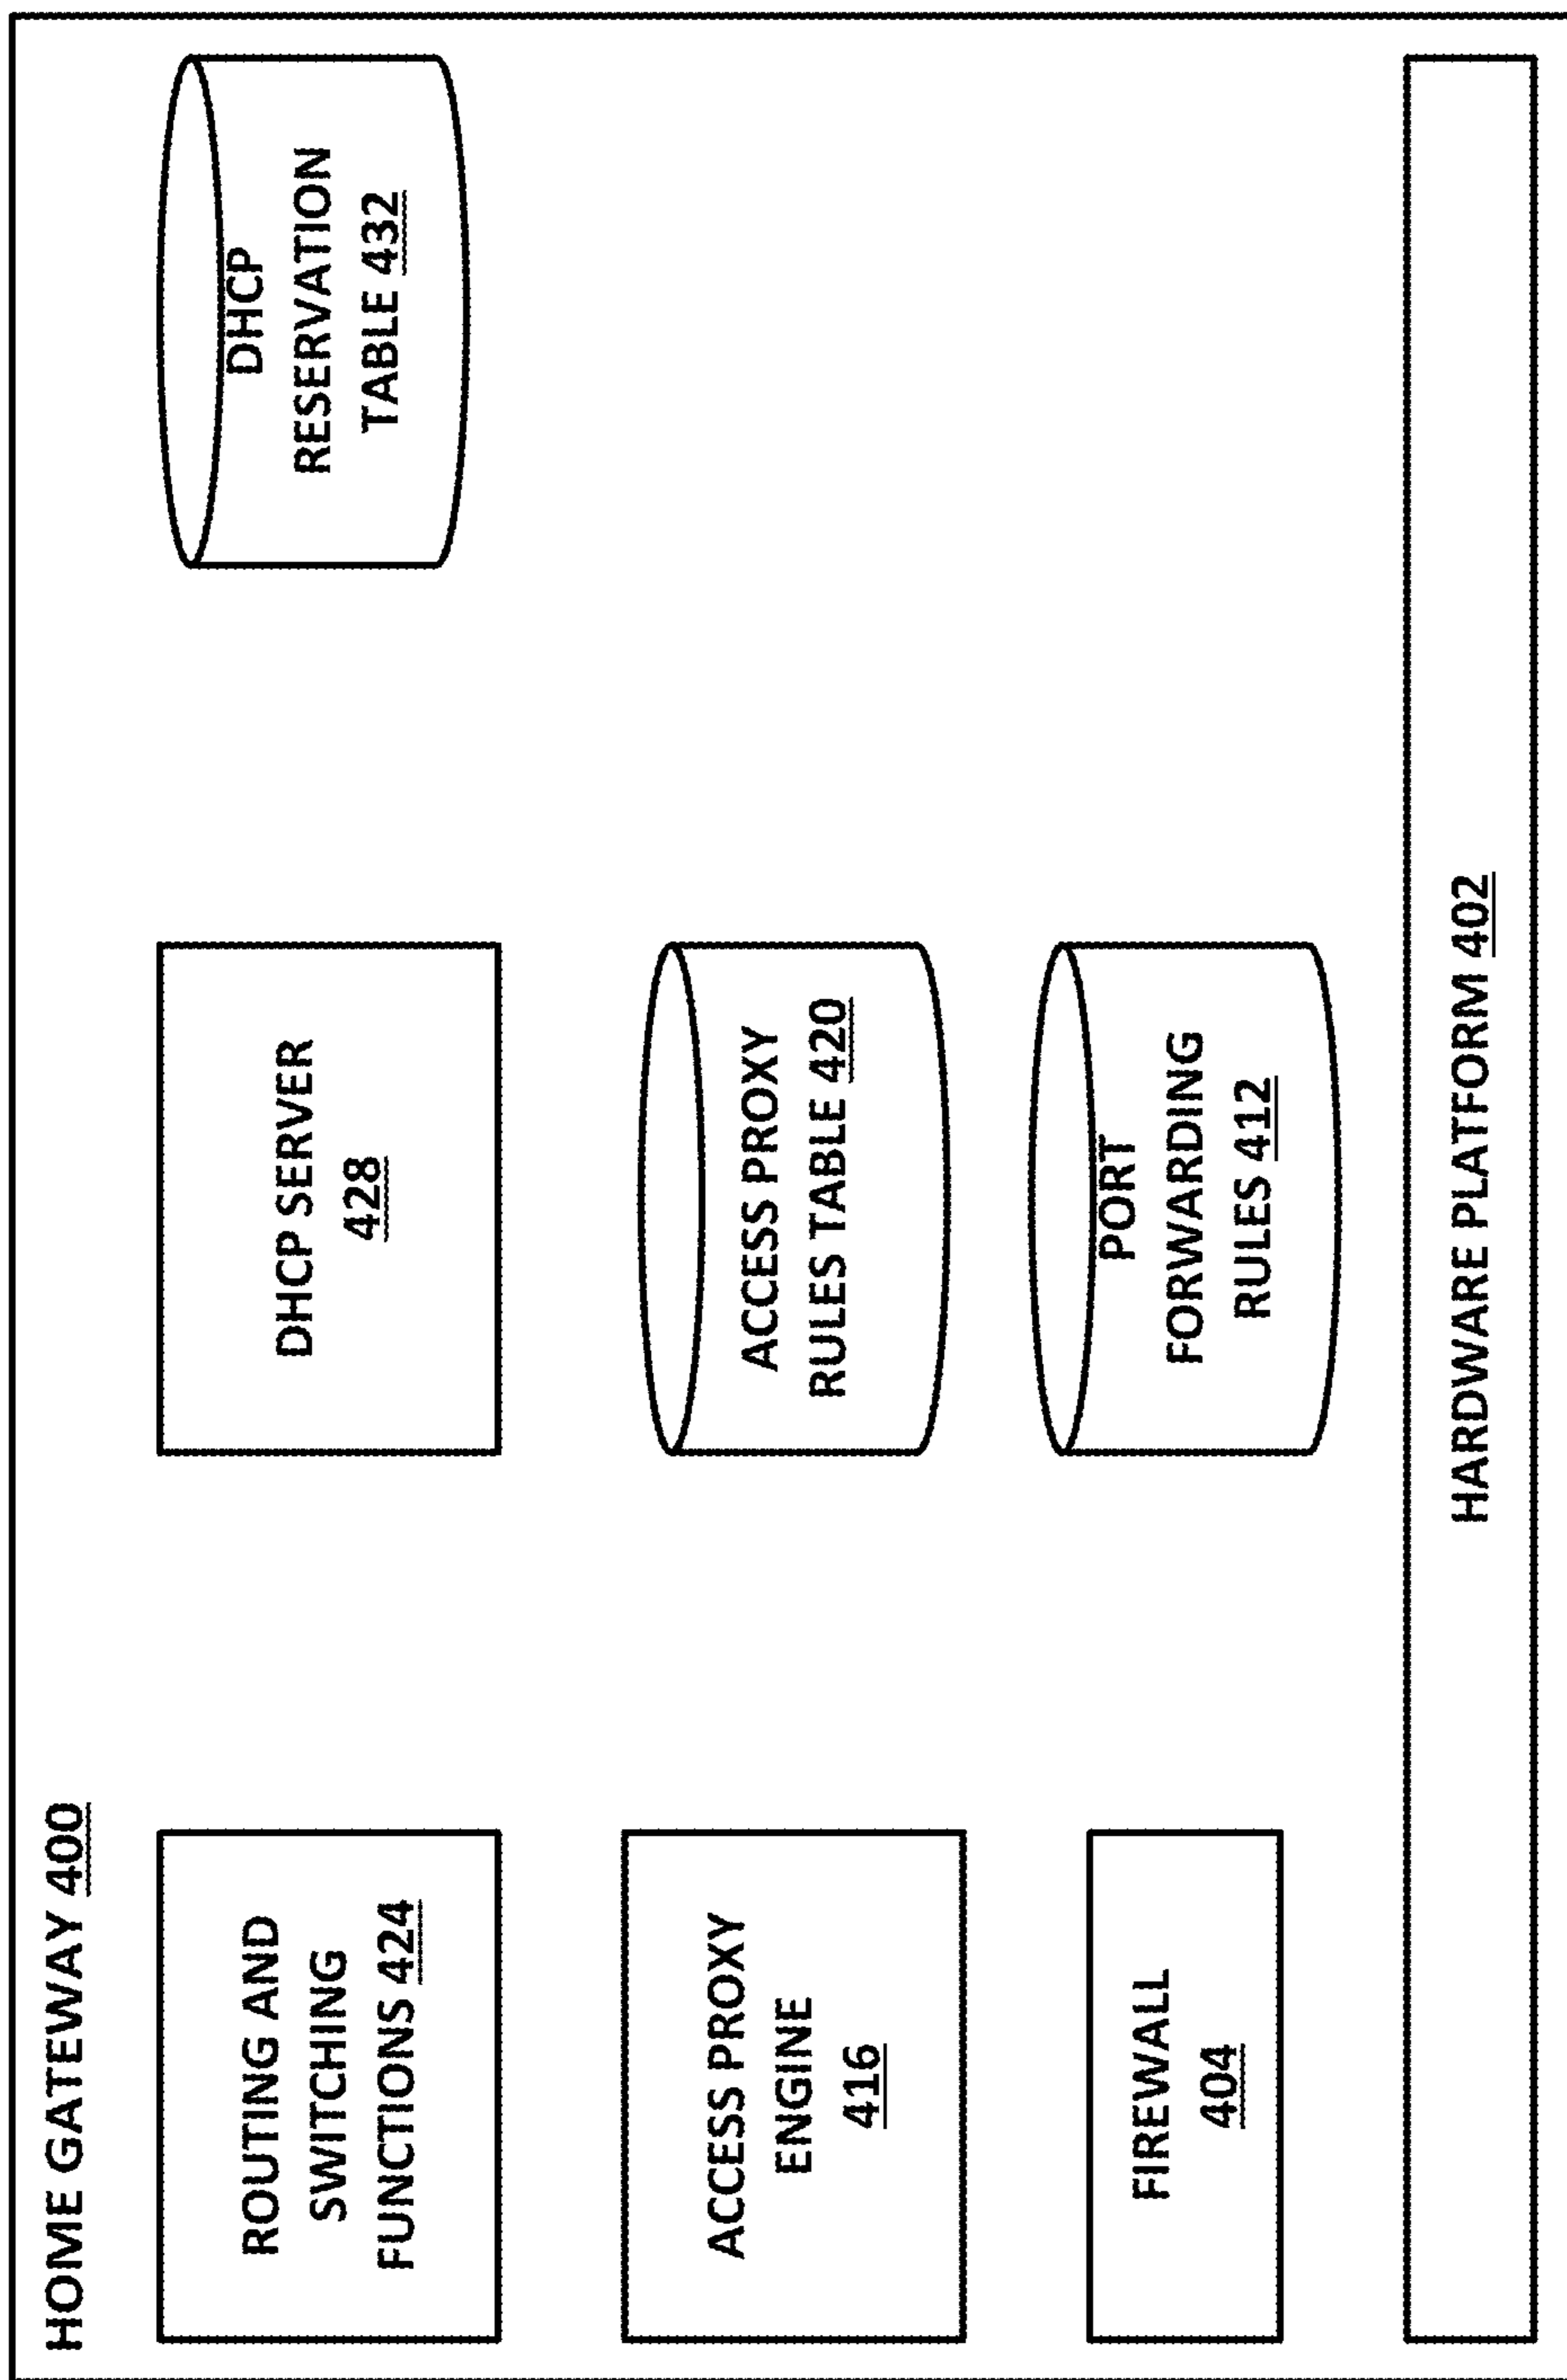 HOME GATEWAY 400
ROUTING AND
SWITCHING
FUNCTIONS 424
DHCP SERVER
428
DHCP
RESERVATION
TABLE 432
ACCESS PROXY
ENGINE
416
ACCESS PROXY
RULES TABLE 420
FIREWALL
404
PORT
FORWARDING
RULES 412
HARDWARE PLATFORM 402